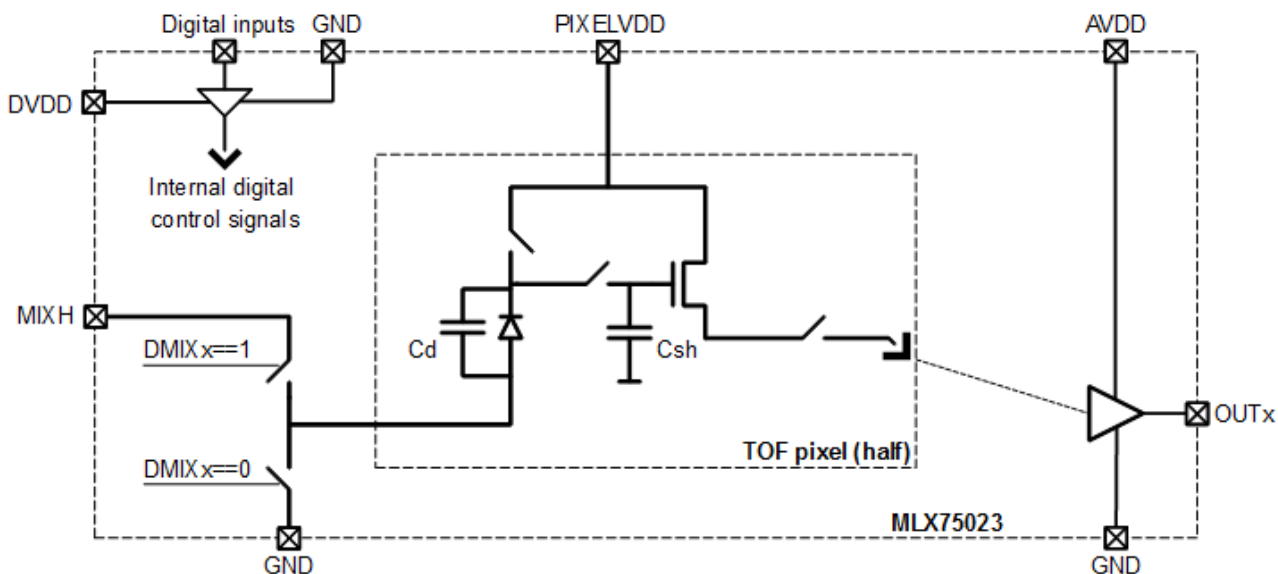 Digital inputs
GND
PIXELVDD
AVDD
DVDD
Internal digital
control signals
MIXH
DMIXx==1
Cd
Csh
OUTx
TOF pixel (half)
DMIXx==0
MLX75023
GND
GND